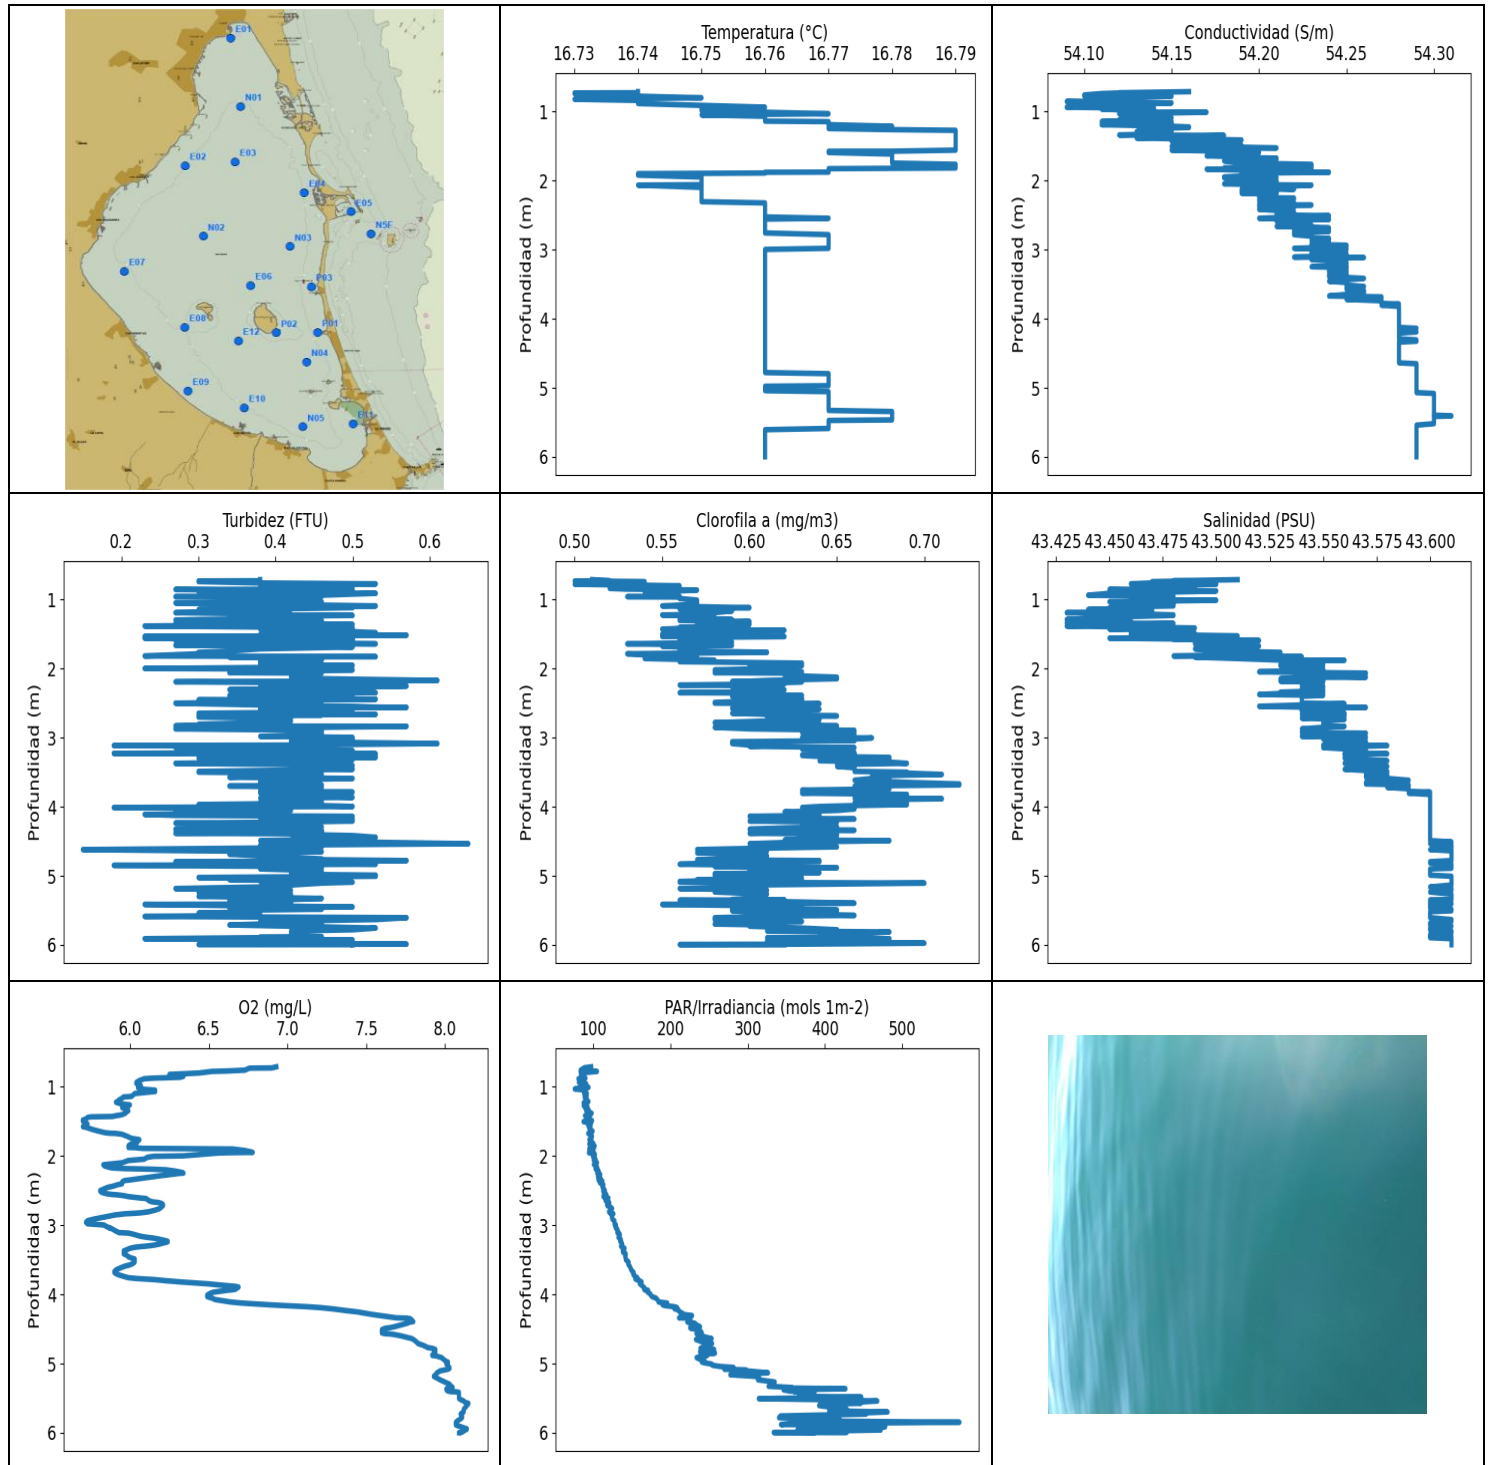 E01
N01
E02
E03
E04
E05
N5F
N02
N03
E07
E06
P03
E08
E12
P02
P01
N04
E09
E10
N05
E11
Temperatura (°C)
16.73 16.74 16.75 16.76 16.77 16.78 16.79
Profundidad (m)
1
2
3
4
5
6
Conductividad (S/m)
54.10 54.15 54.20 54.25 54.30
Profundidad (m)
1
2
3
4
5
6
Turbidez (FTU)
0.2 0.3 0.4 0.5 0.6
Profundidad (m)
1
2
3
4
5
6
Clorofila a (mg/m3)
0.50 0.55 0.60 0.65 0.70
Profundidad (m)
1
2
3
4
5
6
Salinidad (PSU)
43.425 43.450 43.475 43.500 43.525 43.550 43.575 43.600
Profundidad (m)
1
2
3
4
5
6
O2 (mg/L)
6.0 6.5 7.0 7.5 8.0
Profundidad (m)
1
2
3
4
5
6
PAR/Irradiancia (mols 1m-2)
100 200 300 400 500
Profundidad (m)
1
2
3
4
5
6